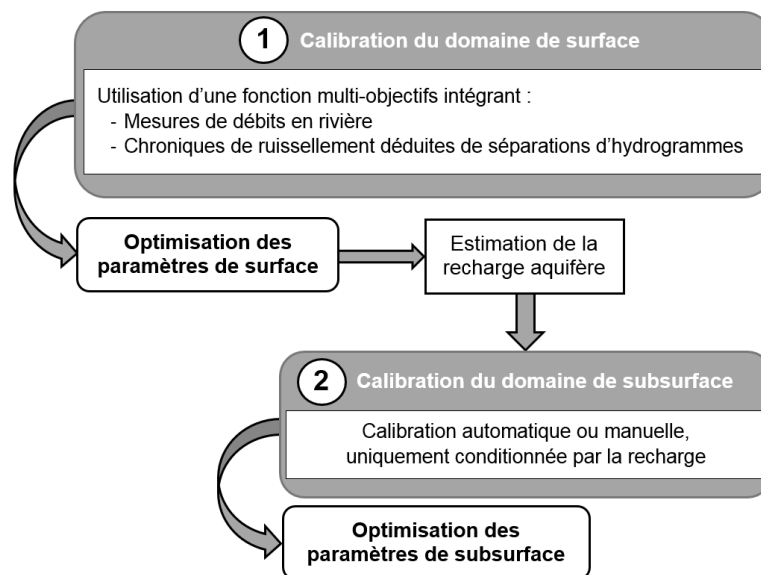 1 Calibration du domaine de surface
Utilisation d’une fonction multi-objectifs intégrant :
- Mesures de débits en rivière
- Chroniques de ruissellement déduites de séparations d’hydrogrammes
Optimisation des
paramètres de surface
Estimation de la
recharge aquifère
2 Calibration du domaine de subsurface
Calibration automatique ou manuelle,
uniquement conditionnée par la recharge
Optimisation des
paramètres de subsurface